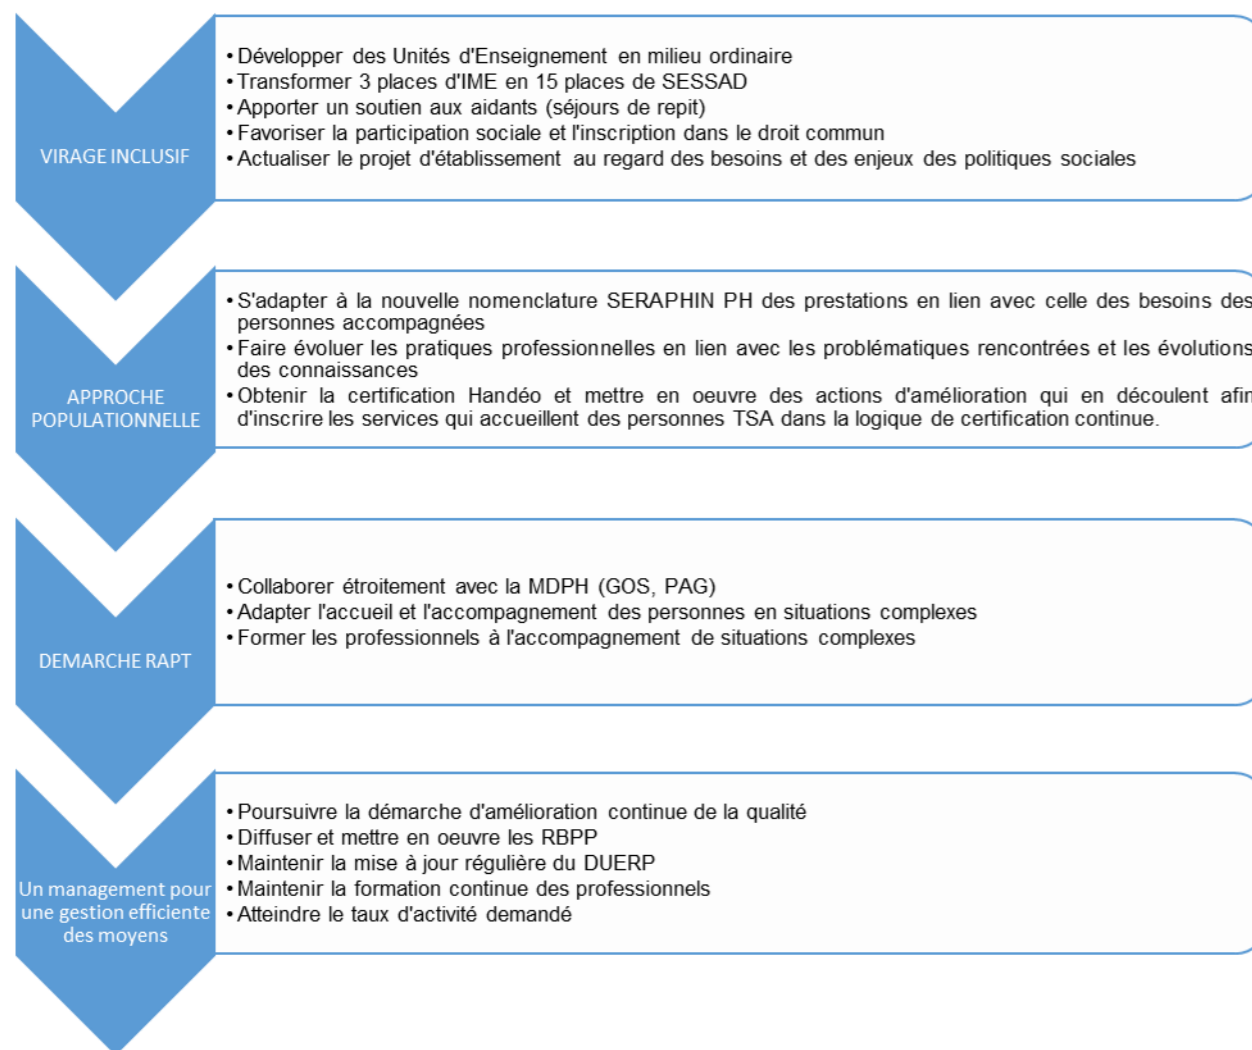 VIRAGE INCLUSIF
• Développer des Unités d'Enseignement en milieu ordinaire
• Transformer 3 places d'IME en 15 places de SESSAD
• Apporter un soutien aux aidants (séjours de repit)
• Favoriser la participation sociale et l'inscription dans le droit commun
• Actualiser le projet d'établissement au regard des besoins et des enjeux des politiques sociales
APPROCHE
POPULATIONNELLE
• S'adapter à la nouvelle nomenclature SERAPHIN PH des prestations en lien avec celle des besoins des
personnes accompagnées
• Faire évoluer les pratiques professionnelles en lien avec les problématiques rencontrées et les évolutions
des connaissances
• Obtenir la certification Handéo et mettre en oeuvre des actions d'amélioration qui en découlent afin
d'inscrire les services qui accueillent des personnes TSA dans la logique de certification continue.
DEMARCHE RAPT
• Collaborer étroitement avec la MDPH (GOS, PAG)
• Adapter l'accueil et l'accompagnement des personnes en situations complexes
• Former les professionnels à l'accompagnement de situations complexes
Un management pour
une gestion efficiente
des moyens
• Poursuivre la démarche d'amélioration continue de la qualité
• Diffuser et mettre en oeuvre les RBPP
• Maintenir la mise à jour régulière du DUERP
• Maintenir la formation continue des professionnels
• Atteindre le taux d'activité demandé